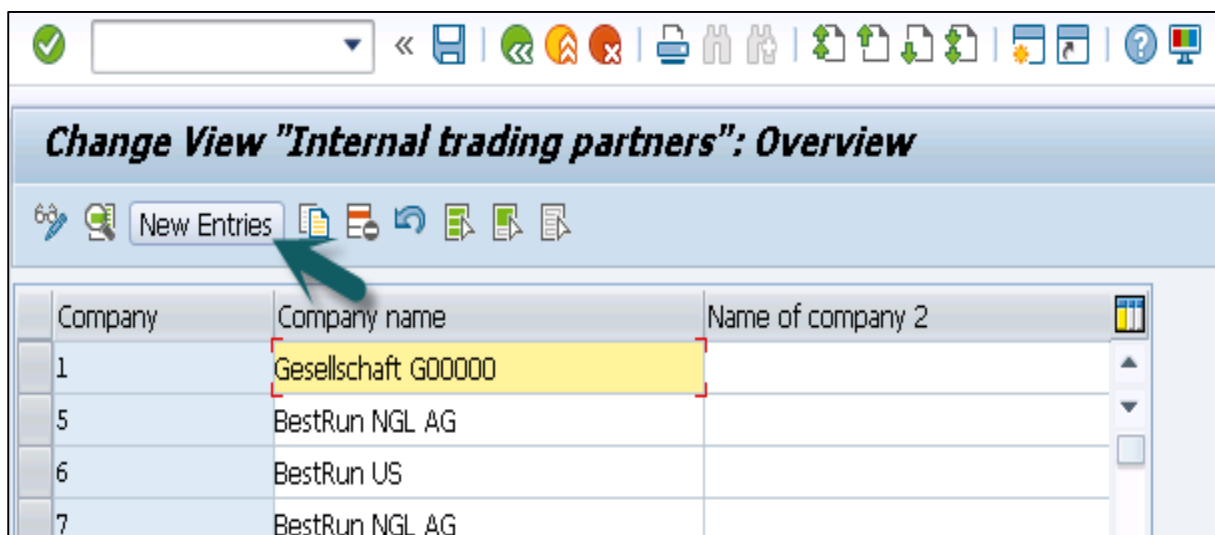 Change View "Internal trading partners": Overview
New Entries
Company Company name Name of company 2
1 Gesellschaft G00000
5 BestRun NGL AG
6 BestRun US
7 BestRun NGL AG